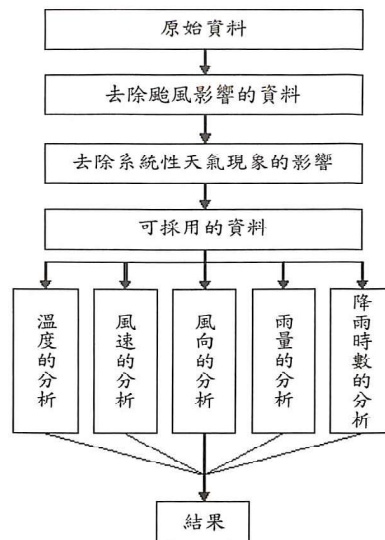 原始資料
去除颱風影響的資料
去除系統性天氣現象的影響
可採用的資料
溫度的分析
風速的分析
風向的分析
雨量的分析
降雨時數的分析
結果